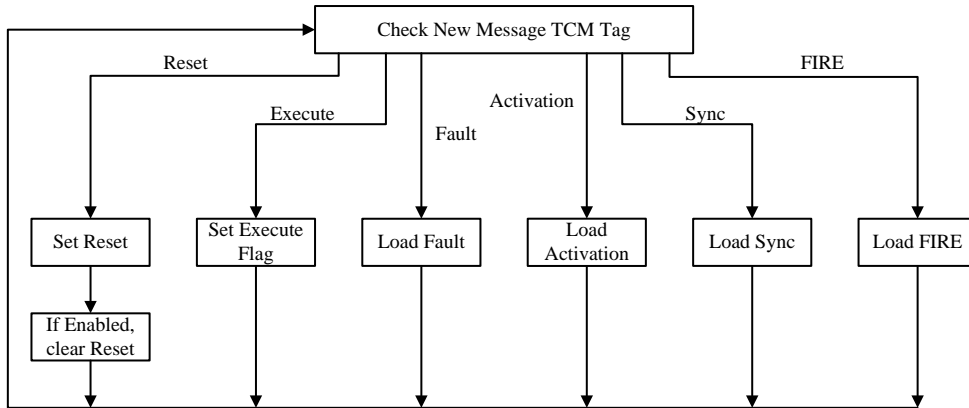 Check New Message TCM Tag
Reset
FIRE
Execute
Activation
Sync
Fault
Set Reset
Set Execute
Flag
Load Fault
Load
Activation
Load Sync
Load FIRE
If Enabled,
clear Reset